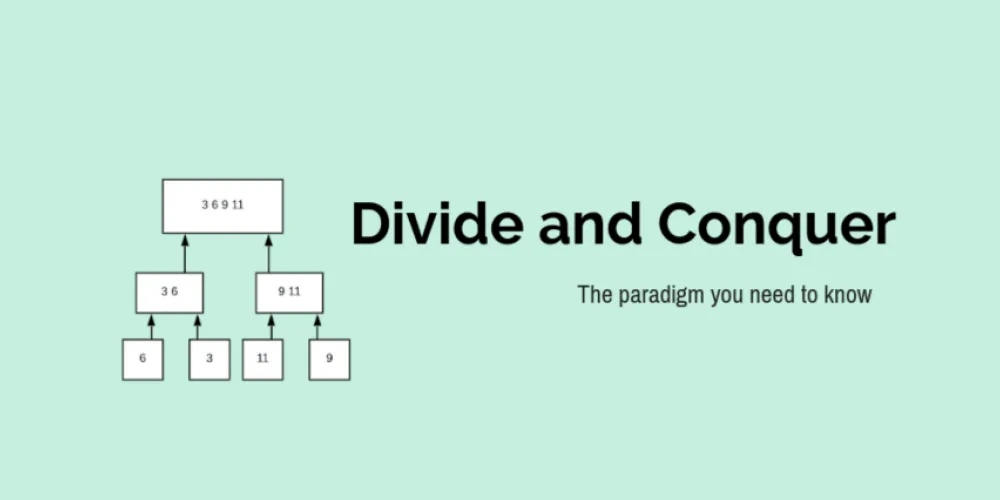 3 6 9 11
Divide and Conquer
3 6
9 11
The paradigm you need to know
6
3
11
9